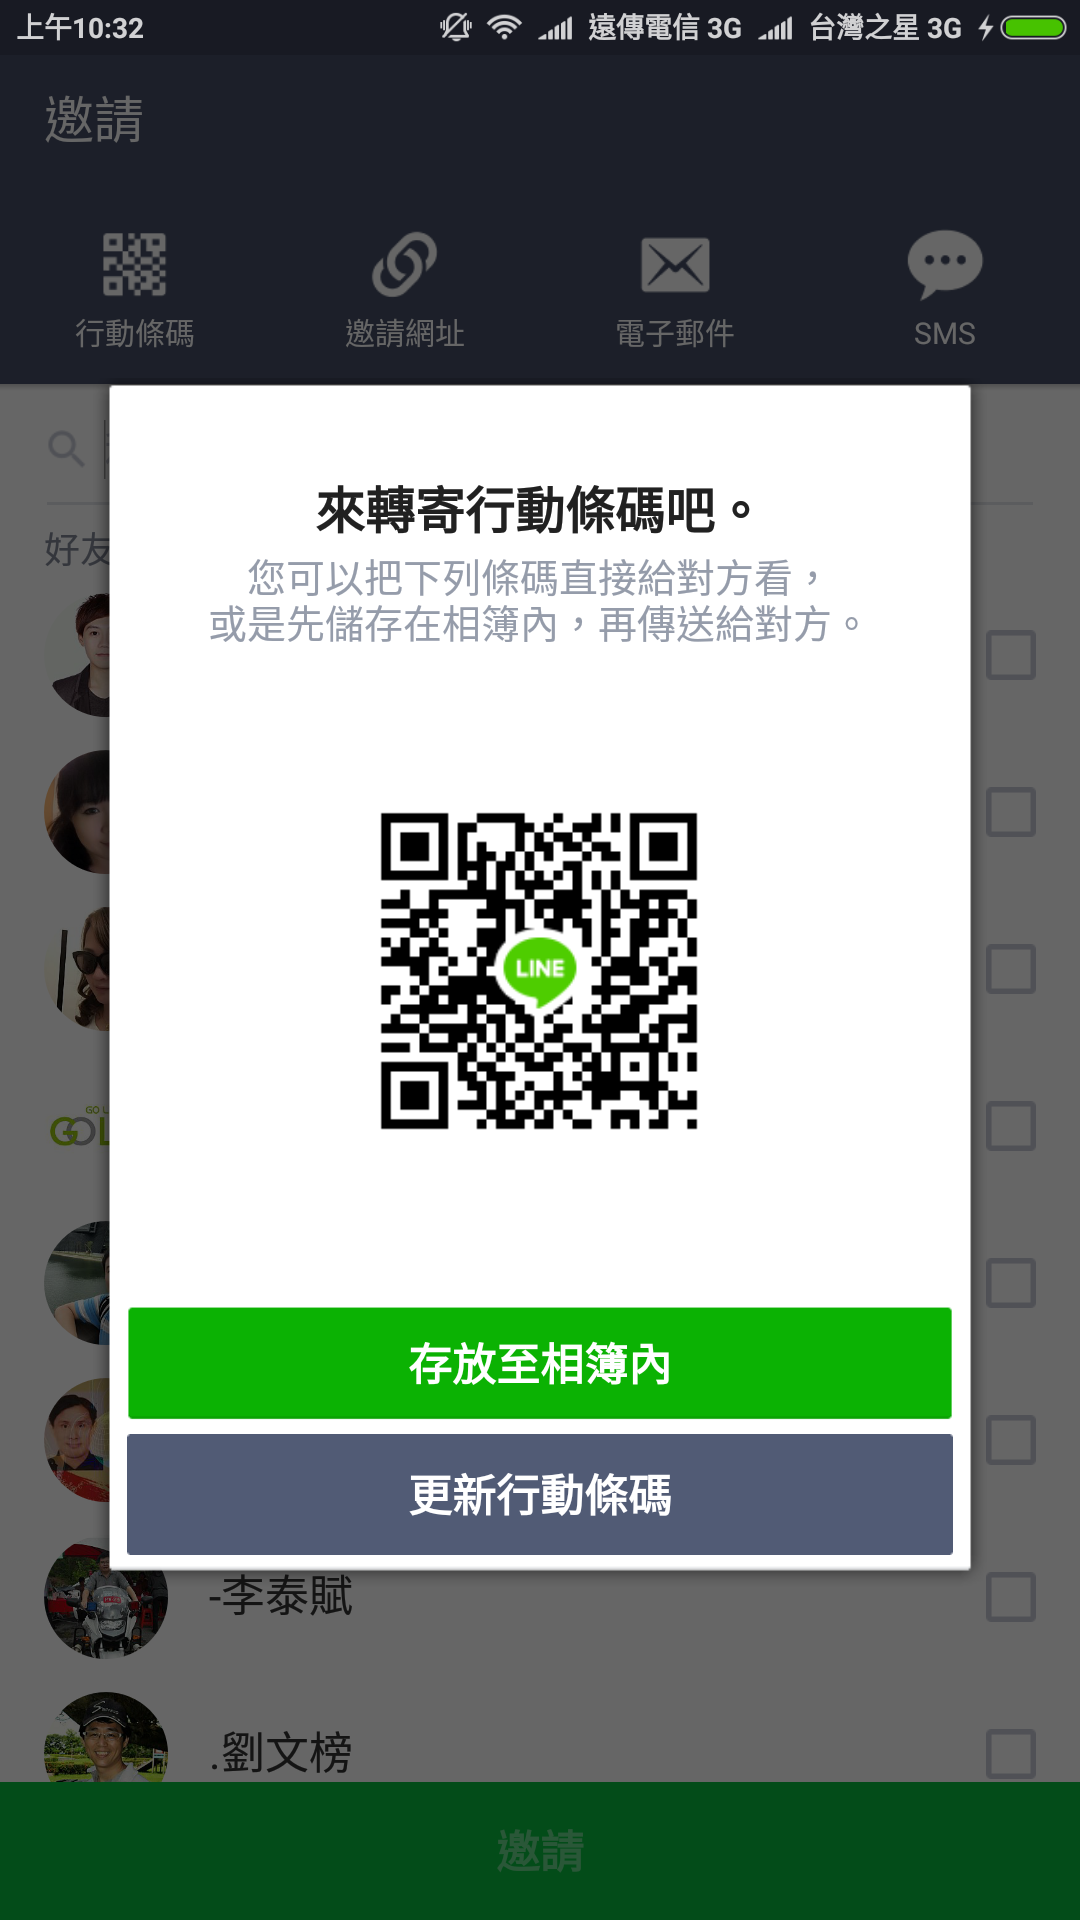 上午10:32
遠傳電信 3G
台灣之星 3G
邀請
行動條碼
邀請網址
電子郵件
SMS
來轉寄行動條碼吧。
好友
您可以把下列條碼直接給對方看，
或是先儲存在相簿內，再傳送給對方。
LINE
存放至相簿內
更新行動條碼
-李泰賦
.劉文榜
邀請